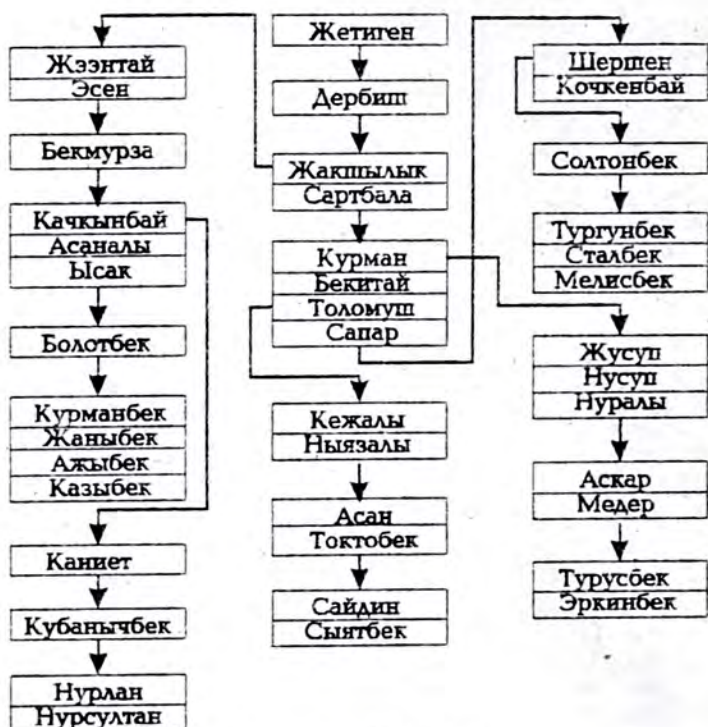 Жээнтай
Эсен
Бекмурза
Качкынбай
Асаналы
Ысак
Болотбек
Курманбек
Жаныбек
Ажыбек
Казыбек
Каниет
Кубанычбек
Нурлан
Нурсултан
Жетиген
Дербиш
Жакшылык
Сартбала
Курман
Бекитай
Толомуш
Сапар
Кежалы
Ныязалы
Асан
Токтобек
Сайдин
Сыятбек
Шершен
Кочкенбай
Солтонбек
Тургунбек
Сталбек
Мелисбек
Жусуп
Нусуп
Нуралы
Аскар
Медер
Турусбек
Эркинбек